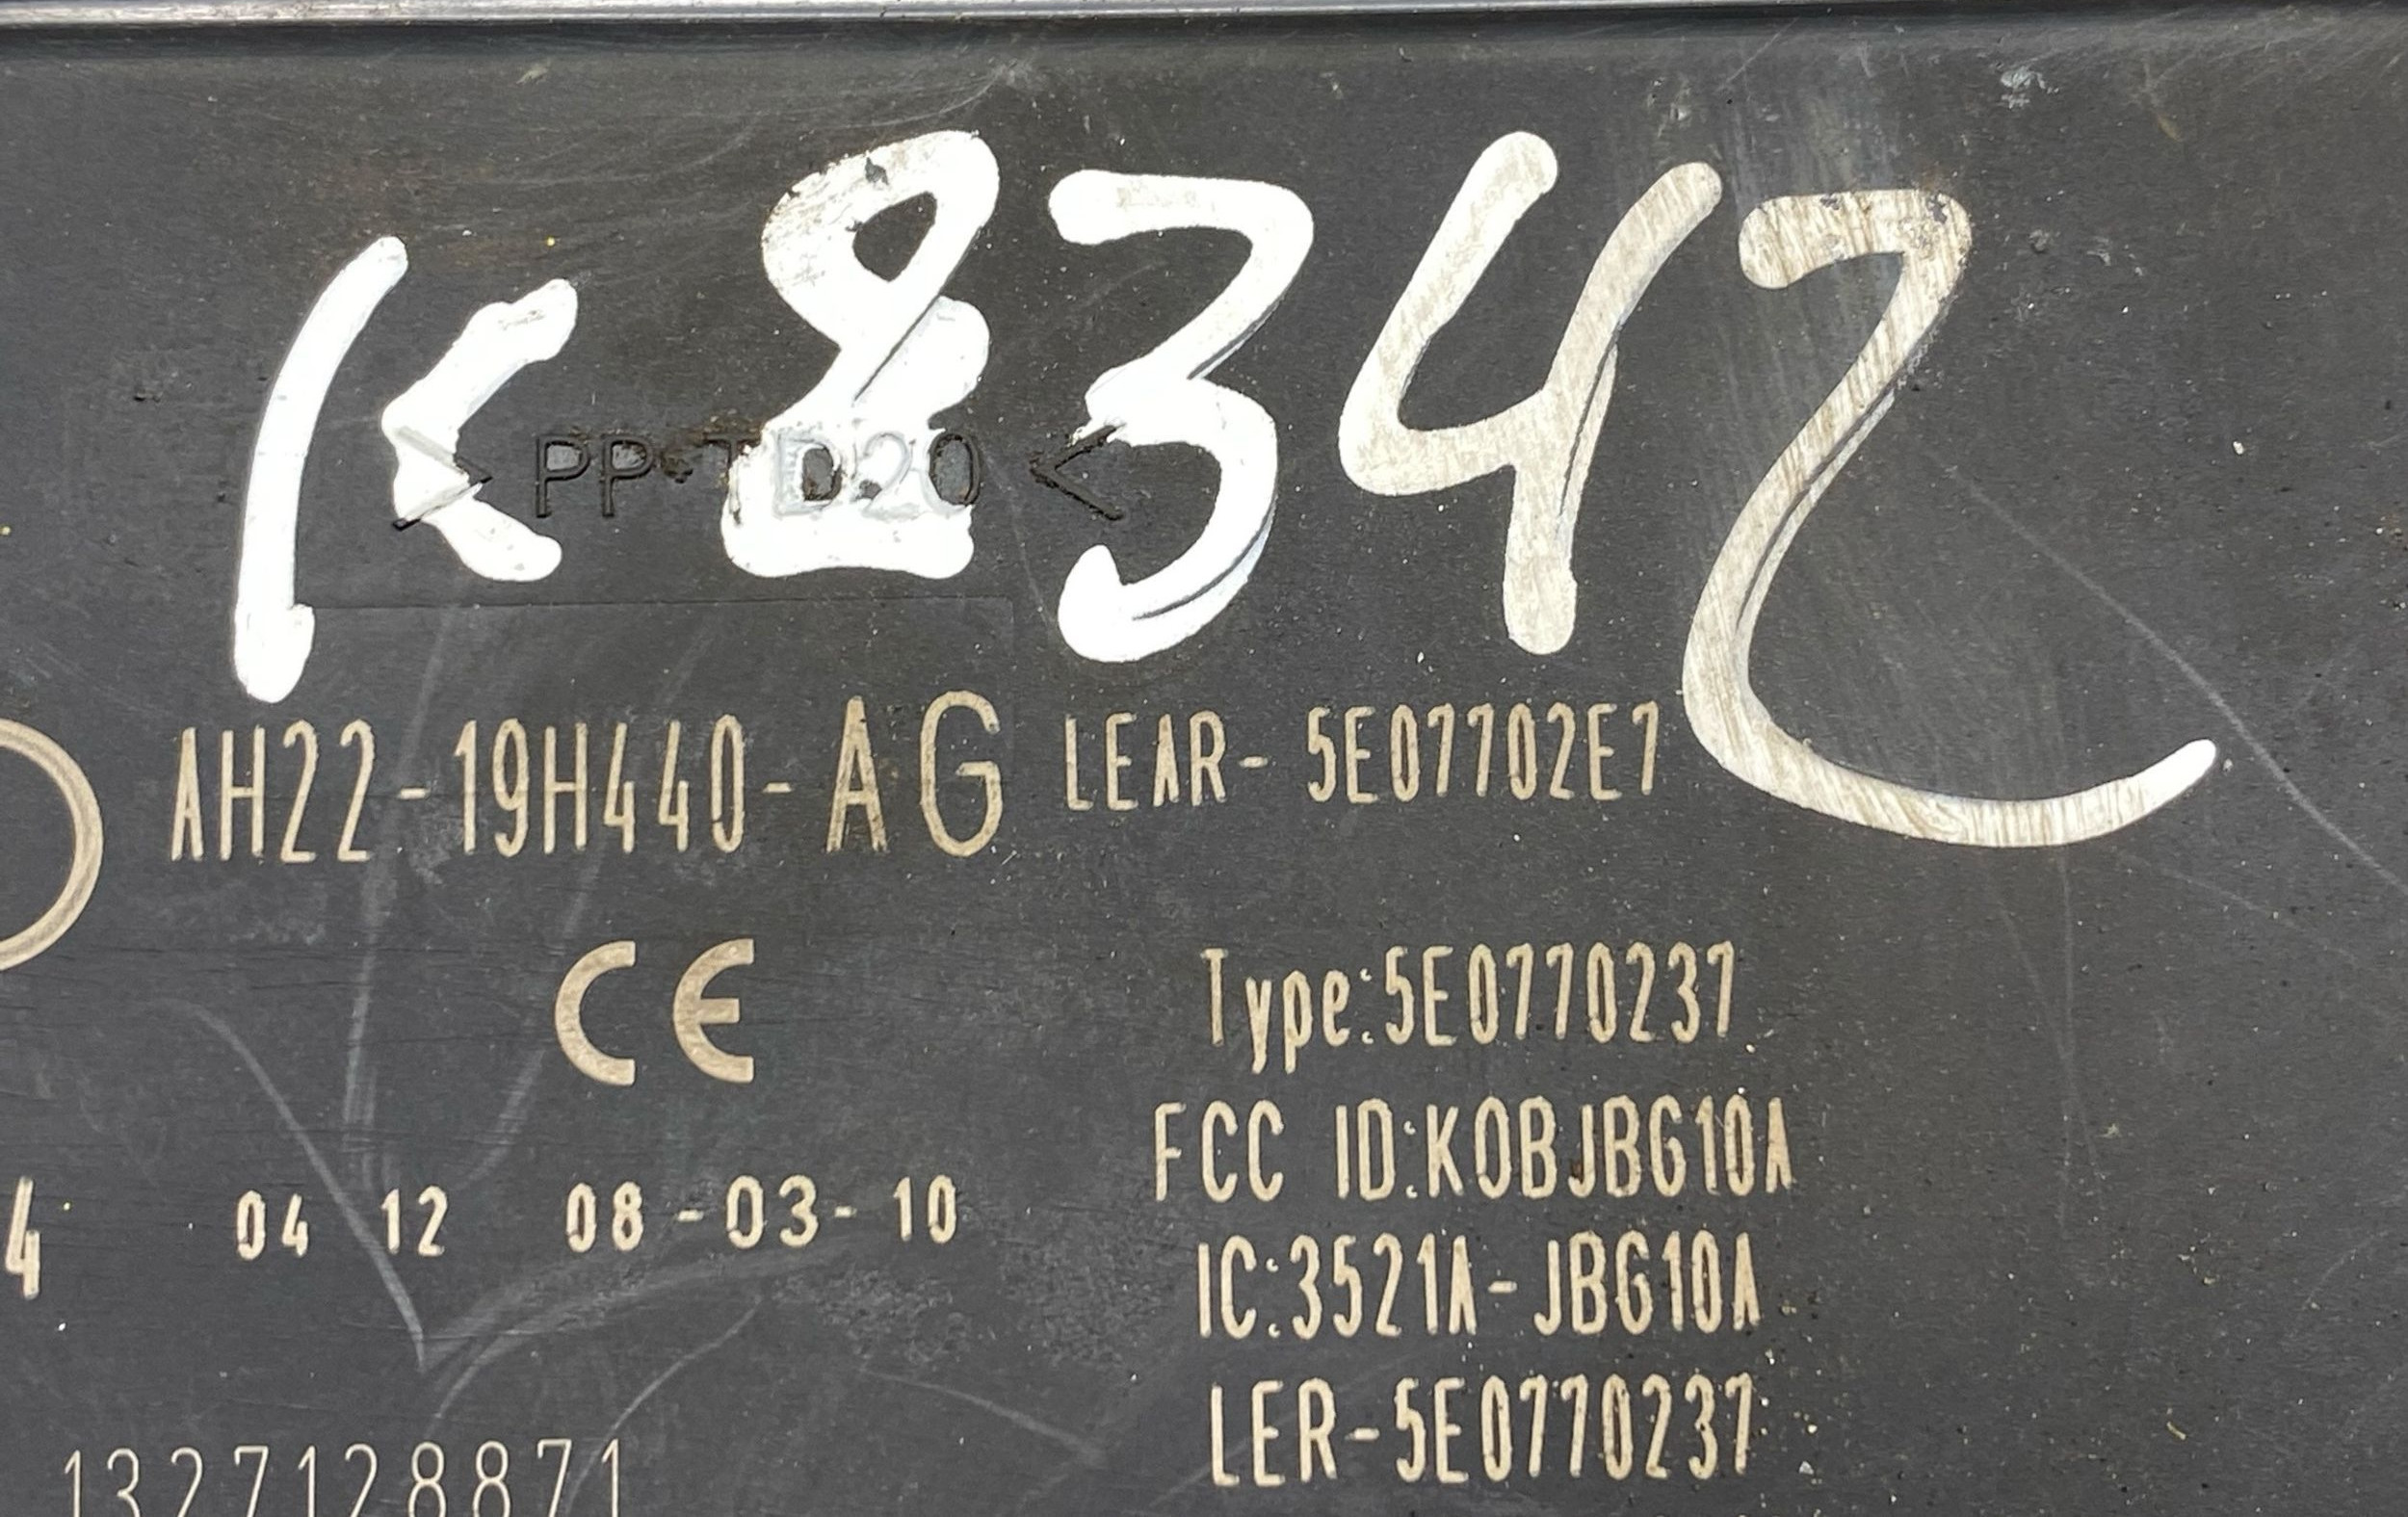 K 8342
> PP-TD20 <
AH22-19H440-AG LEAR- 5E07702E7
CE
Type:5E0770237
FCC ID:KOBJBG10A
4 04 12 08-03-10
IC:3521A-JBG10A
LER-5E0770237
1327128871